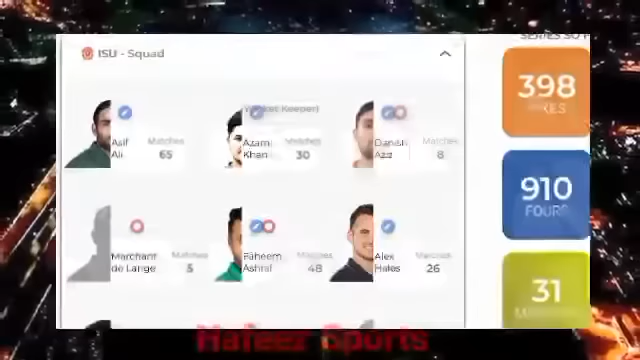 ISU - Squad
SERIES SO F
398
910
FOURS
31
Asif
Ali
Matches
65
(Wicket Keeper)
Azam
Khan
Matches
30
Danish
Aziz
Matches
8
Marchant
de Lange
Matches
5
Faheem
Ashraf
Matches
48
Alex
Hales
Matches
26
Hafeez Sports